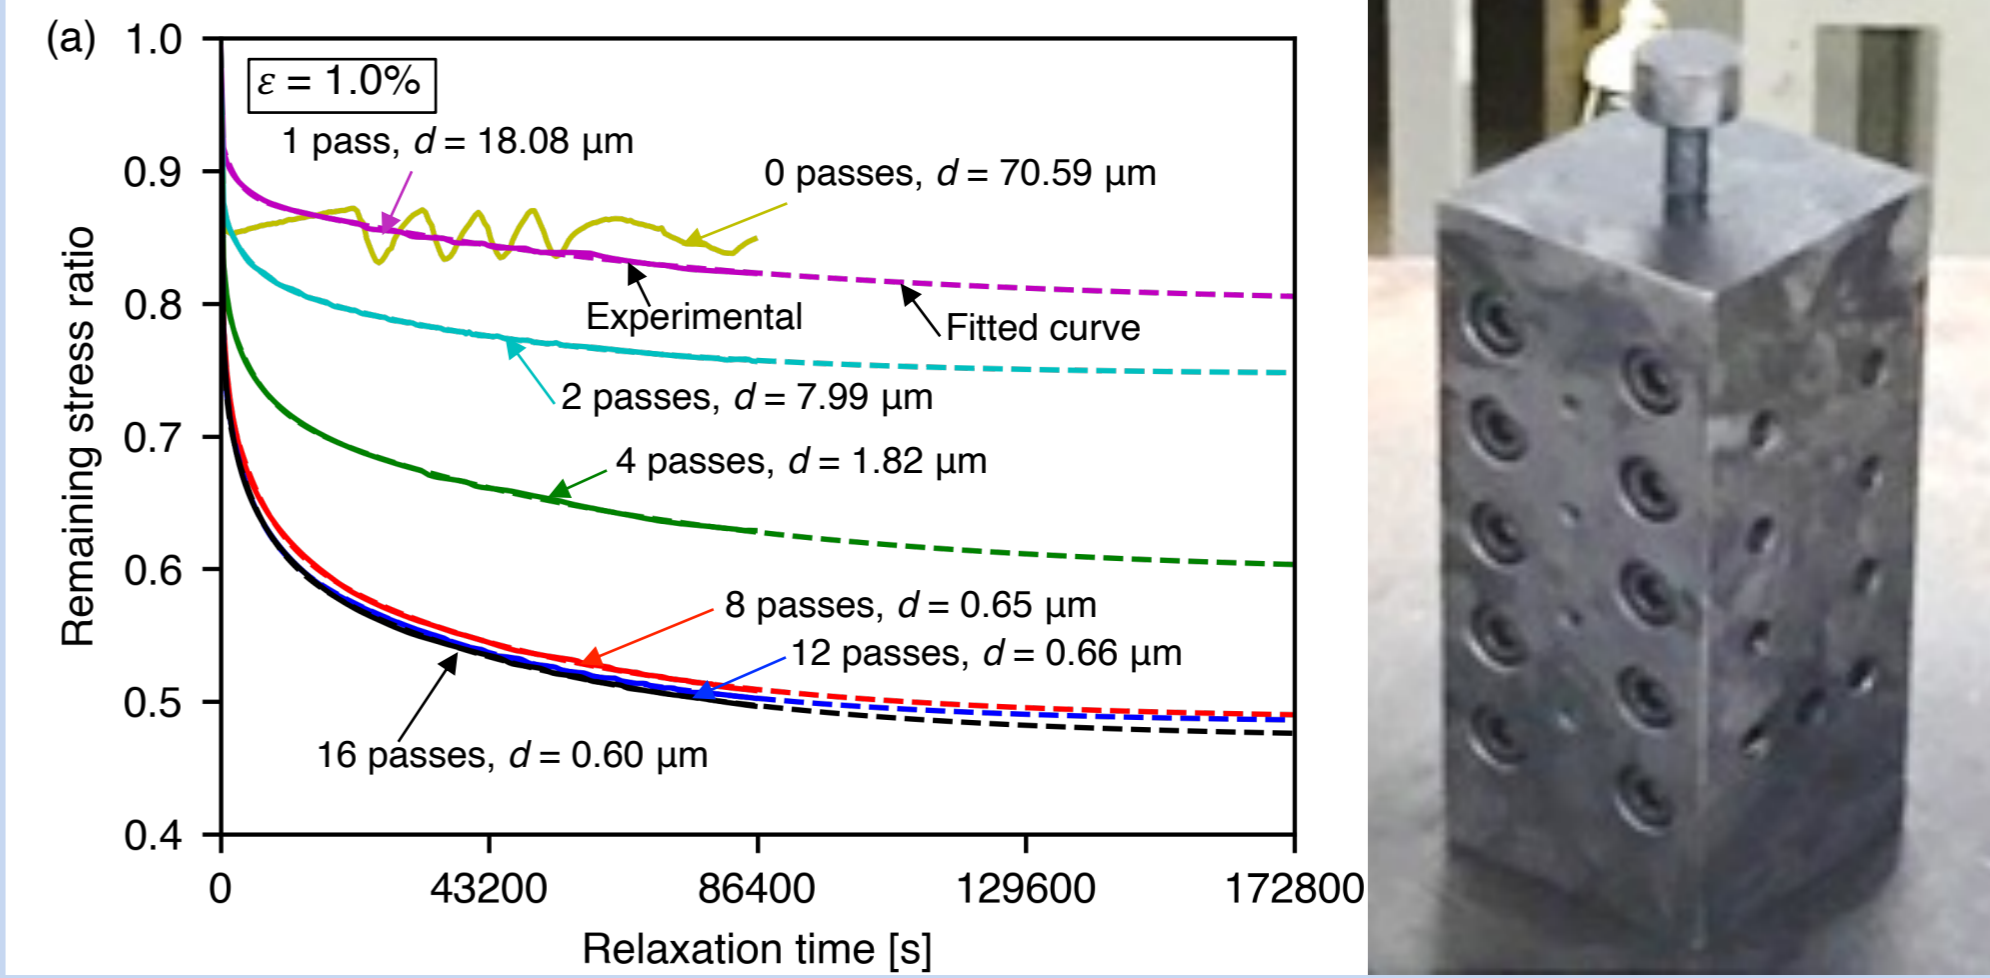 (a)
1.0
0.9
0.8
0.7
0.6
0.5
0.4
Remaining stress ratio
ε = 1.0%
1 pass, d = 18.08 μm
0 passes, d = 70.59 μm
Experimental
Fitted curve
2 passes, d = 7.99 μm
4 passes, d = 1.82 μm
8 passes, d = 0.65 μm
12 passes, d = 0.66 μm
16 passes, d = 0.60 μm
0 43200 86400 129600 172800
Relaxation time [s]